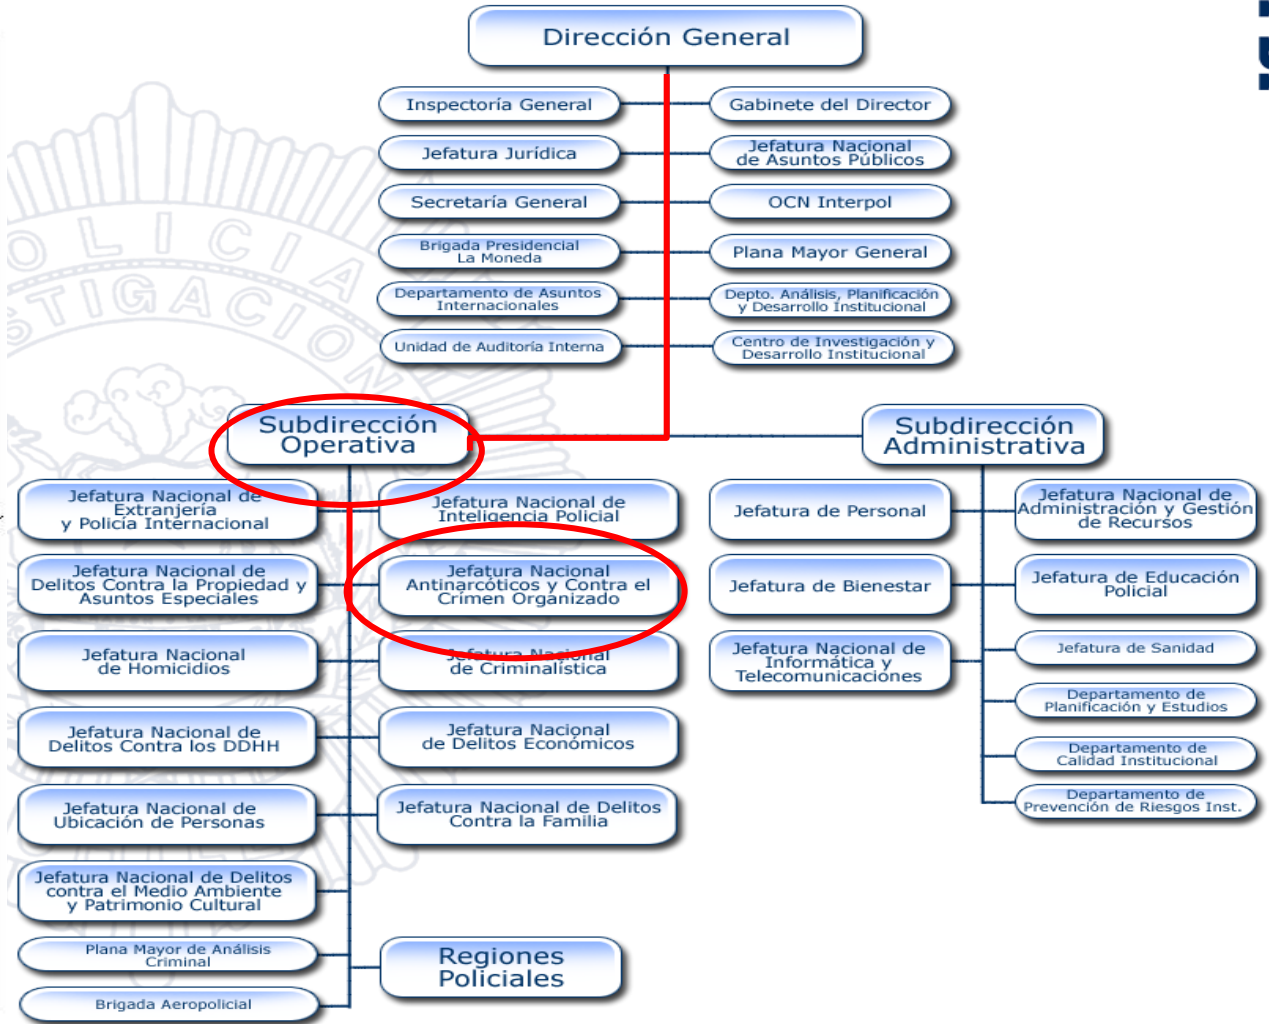 Dirección General
Inspectoría General
Gabinete del Director
Jefatura Jurídica
Jefatura Nacional
de Asuntos Públicos
Secretaría General
OCN Interpol
Brigada Presidencial
La Moneda
Plana Mayor General
Departamento de Asuntos
Internacionales
Depto. Análisis, Planificación
y Desarrollo Institucional
Unidad de Auditoría Interna
Centro de Investigación y
Desarrollo Institucional
POLICIA
STIGACION
Subdirección
Operativa
Subdirección
Administrativa
Jefatura Nacional de
Extranjería
y Policía Internacional
Jefatura Nacional de
Inteligencia Policial
Jefatura Nacional de
Delitos Contra la Propiedad y
Asuntos Especiales
Jefatura Nacional
Antinarcóticos y Contra el
Crímen Organizado
Jefatura Nacional
de Homicidios
Jefatura Nacional
de Criminalística
Jefatura Nacional de
Delitos Contra los DDHH
Jefatura Nacional
de Delitos Económicos
Jefatura Nacional de
Ubicación de Personas
Jefatura Nacional de Delitos
Contra la Familia
Jefatura Nacional de Delitos
contra el Medio Ambiente
y Patrimonio Cultural
Plana Mayor de Análisis
Criminal
Regiones
Policiales
Brigada Aeropolicial
Jefatura de Personal
Jefatura Nacional de
Administración y Gestión
de Recursos
Jefatura de Bienestar
Jefatura de Educación
Policial
Jefatura Nacional de
Informática y
Telecomunicaciones
Jefatura de Sanidad
Departamento de
Planificación y Estudios
Departamento de
Calidad Institucional
Departamento de
Prevención de Riesgos Inst.